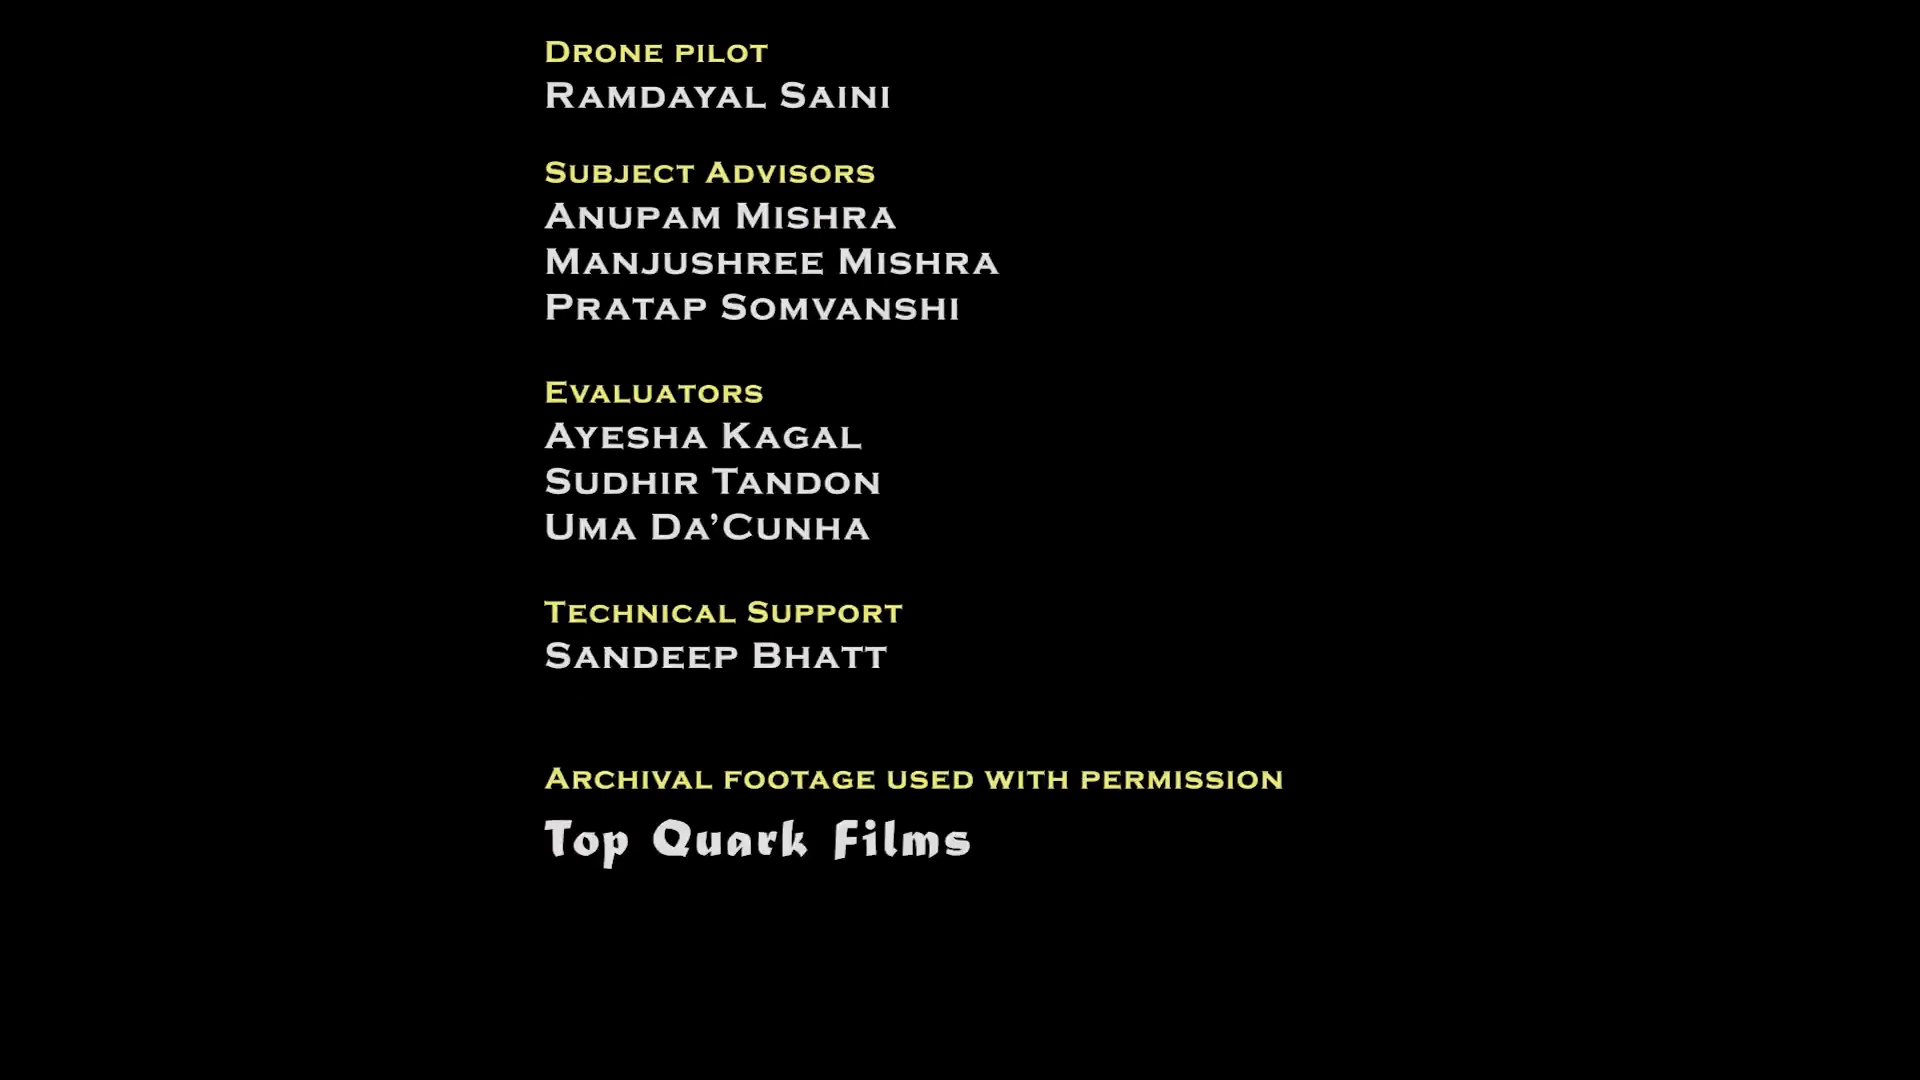 Drone pilot
Ramdayal Saini
Subject Advisors
Anupam Mishra
Manjushree Mishra
Pratap Somvanshi
Evaluators
Ayesha Kagal
Sudhir Tandon
Uma Da’Cunha
Technical Support
Sandeep Bhatt
Archival footage used with permission
Top Quark Films